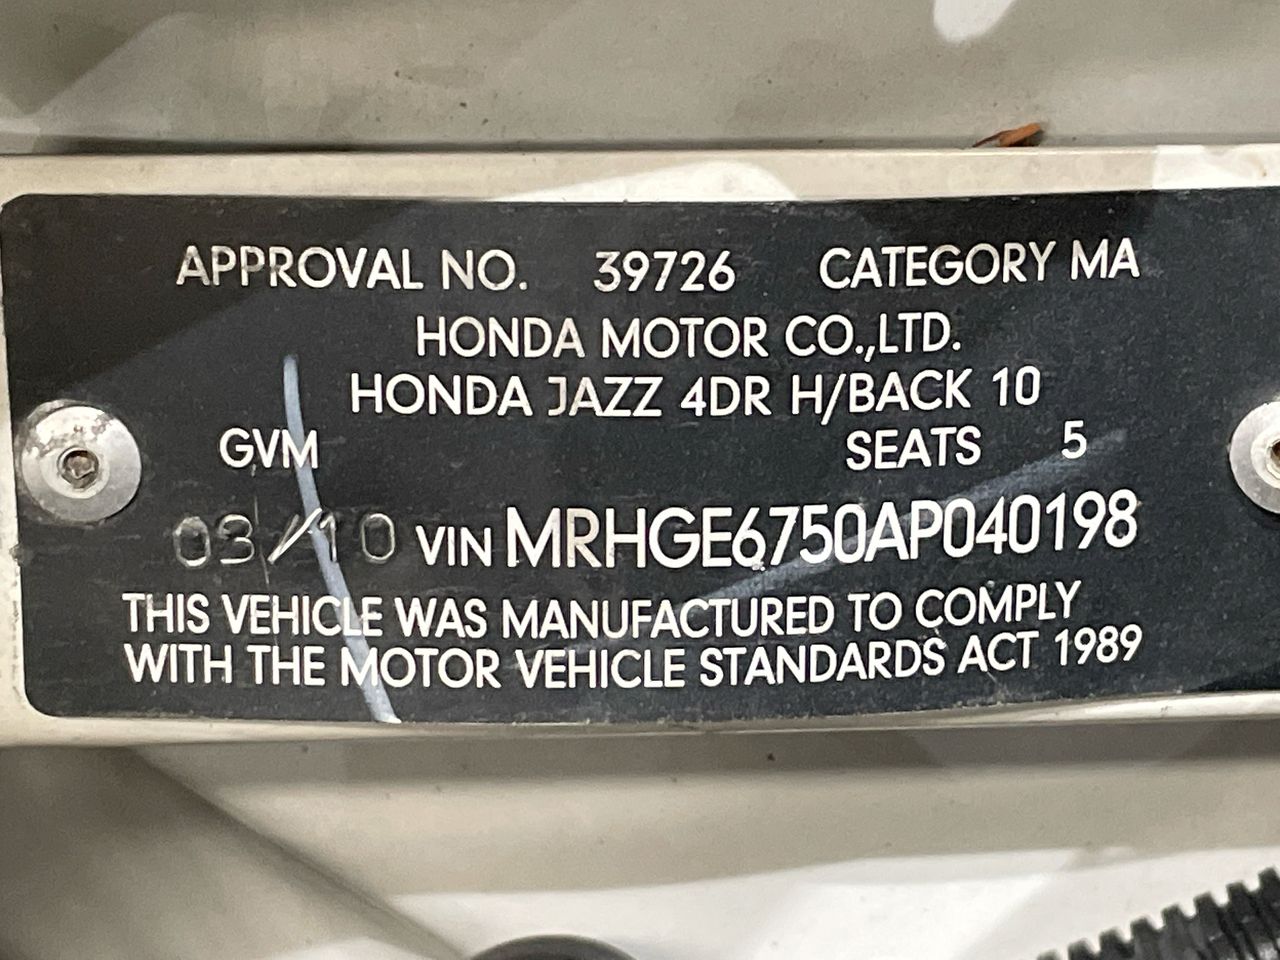 APPROVAL NO. 39726 CATEGORY MA
HONDA MOTOR CO.,LTD.
HONDA JAZZ 4DR H/BACK 10
GVM SEATS 5
03/10 VIN MRHGE6750AP040198
THIS VEHICLE WAS MANUFACTURED TO COMPLY
WITH THE MOTOR VEHICLE STANDARDS ACT 1989